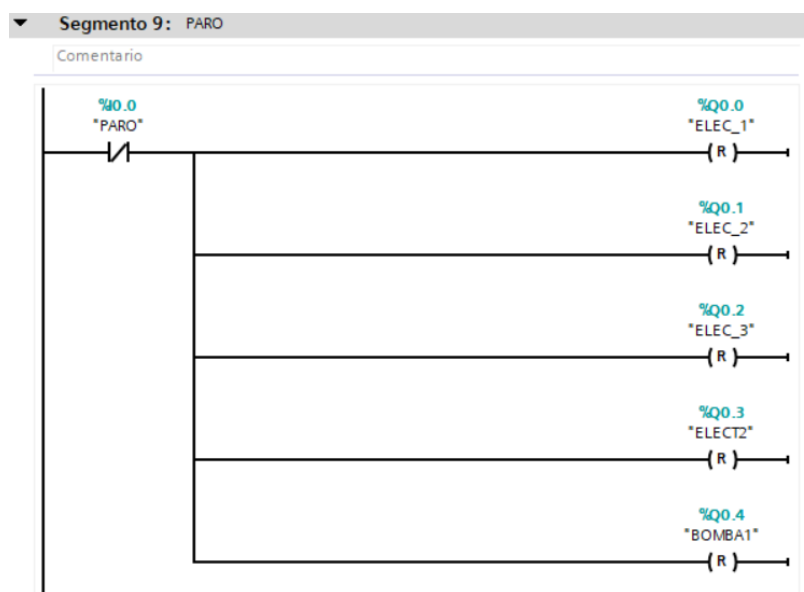 Segmento 9: PARO
Comentario
%I0.0
"PARO"
%Q0.0
"ELEC_1"
R
%Q0.1
"ELEC_2"
R
%Q0.2
"ELEC_3"
R
%Q0.3
"ELECT2"
R
%Q0.4
"BOMBA1"
R